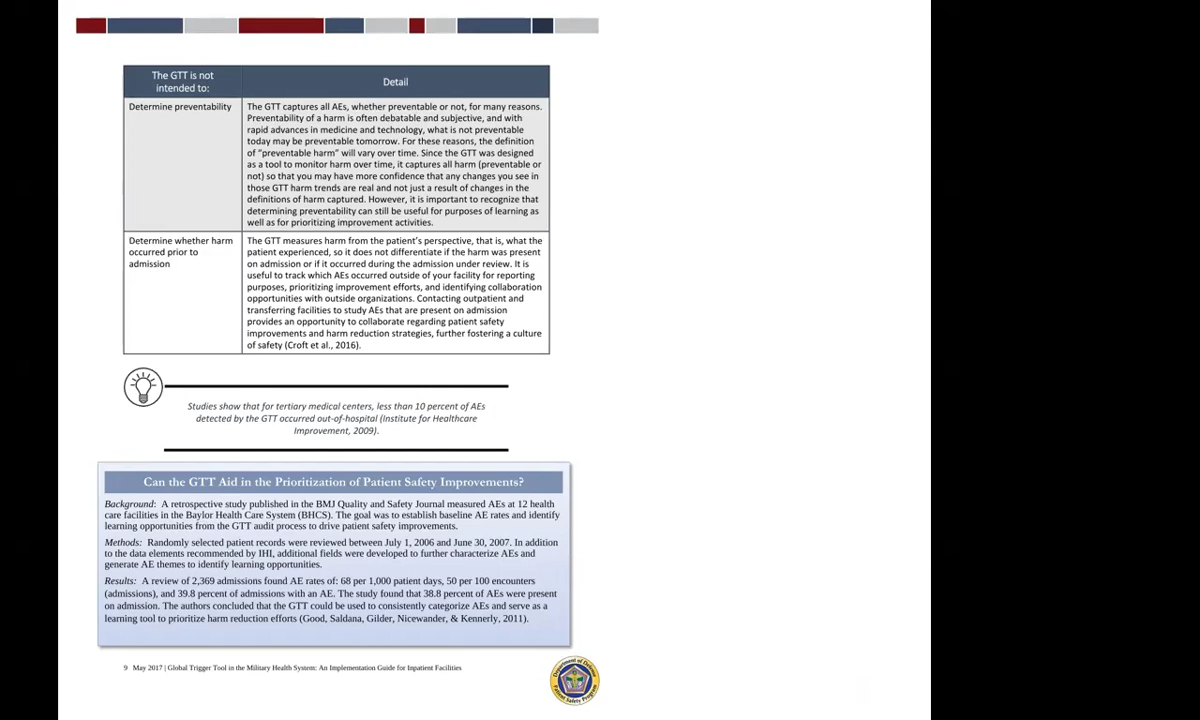 The GTT is not
intended to:
Detail
Determine preventability
The GTT captures all AEs, whether preventable or not, for many reasons.
Preventability of a harm is often debatable and subjective, and with
rapid advances in medicine and technology, what is not preventable
today may be preventable tomorrow. For these reasons, the definition
of “preventable harm” will vary over time. Since the GTT was designed
as a tool to monitor harm over time, it captures all harm (preventable or
not) so that you may have more confidence that any changes you see in
those GTT harm trends are real and not just a result of changes in the
definitions of harm captured. However, it is important to recognize that
determining preventability can still be useful for purposes of learning as
well as for prioritizing improvement activities.
Determine whether harm
occurred prior to
admission
The GTT measures harm from the patient’s perspective, that is, what the
patient experienced, so it does not differentiate if the harm was present
on admission or if it occurred during the admission under review. It is
useful to track which AEs occurred outside of your facility for reporting
purposes, prioritizing improvement efforts, and identifying collaboration
opportunities with outside organizations. Contacting outpatient and
transferring facilities to study AEs that are present on admission
provides an opportunity to collaborate regarding patient safety
improvements and harm reduction strategies, further fostering a culture
of safety (Croft et al., 2016).
Studies show that for tertiary medical centers, less than 10 percent of AEs
detected by the GTT occurred out-of-hospital (Institute for Healthcare
Improvement, 2009).
Can the GTT Aid in the Prioritization of Patient Safety Improvements?
Background: A retrospective study published in the BMJ Quality and Safety Journal measured AEs at 12 health
care facilities in the Baylor Health Care System (BHCS). The goal was to establish baseline AE rates and identify
learning opportunities from the GTT audit process to drive patient safety improvements.
Methods: Randomly selected patient records were reviewed between July 1, 2006 and June 30, 2007. In addition
to the data elements recommended by IHI, additional fields were developed to further characterize AEs and
generate AE themes to identify learning opportunities.
Results: A review of 2,369 admissions found AE rates of: 68 per 1,000 patient days, 50 per 100 encounters
(admissions), and 39.8 percent of admissions with an AE. The study found that 38.8 percent of AEs were present
on admission. The authors concluded that the GTT could be used to consistently categorize AEs and serve as a
learning tool to prioritize harm reduction efforts (Good, Saldana, Gilder, Nicewander, & Kennerly, 2011).
9 May 2017 | Global Trigger Tool in the Military Health System: An Implementation Guide for Inpatient Facilities
Department of Defense
Patient Safety Program